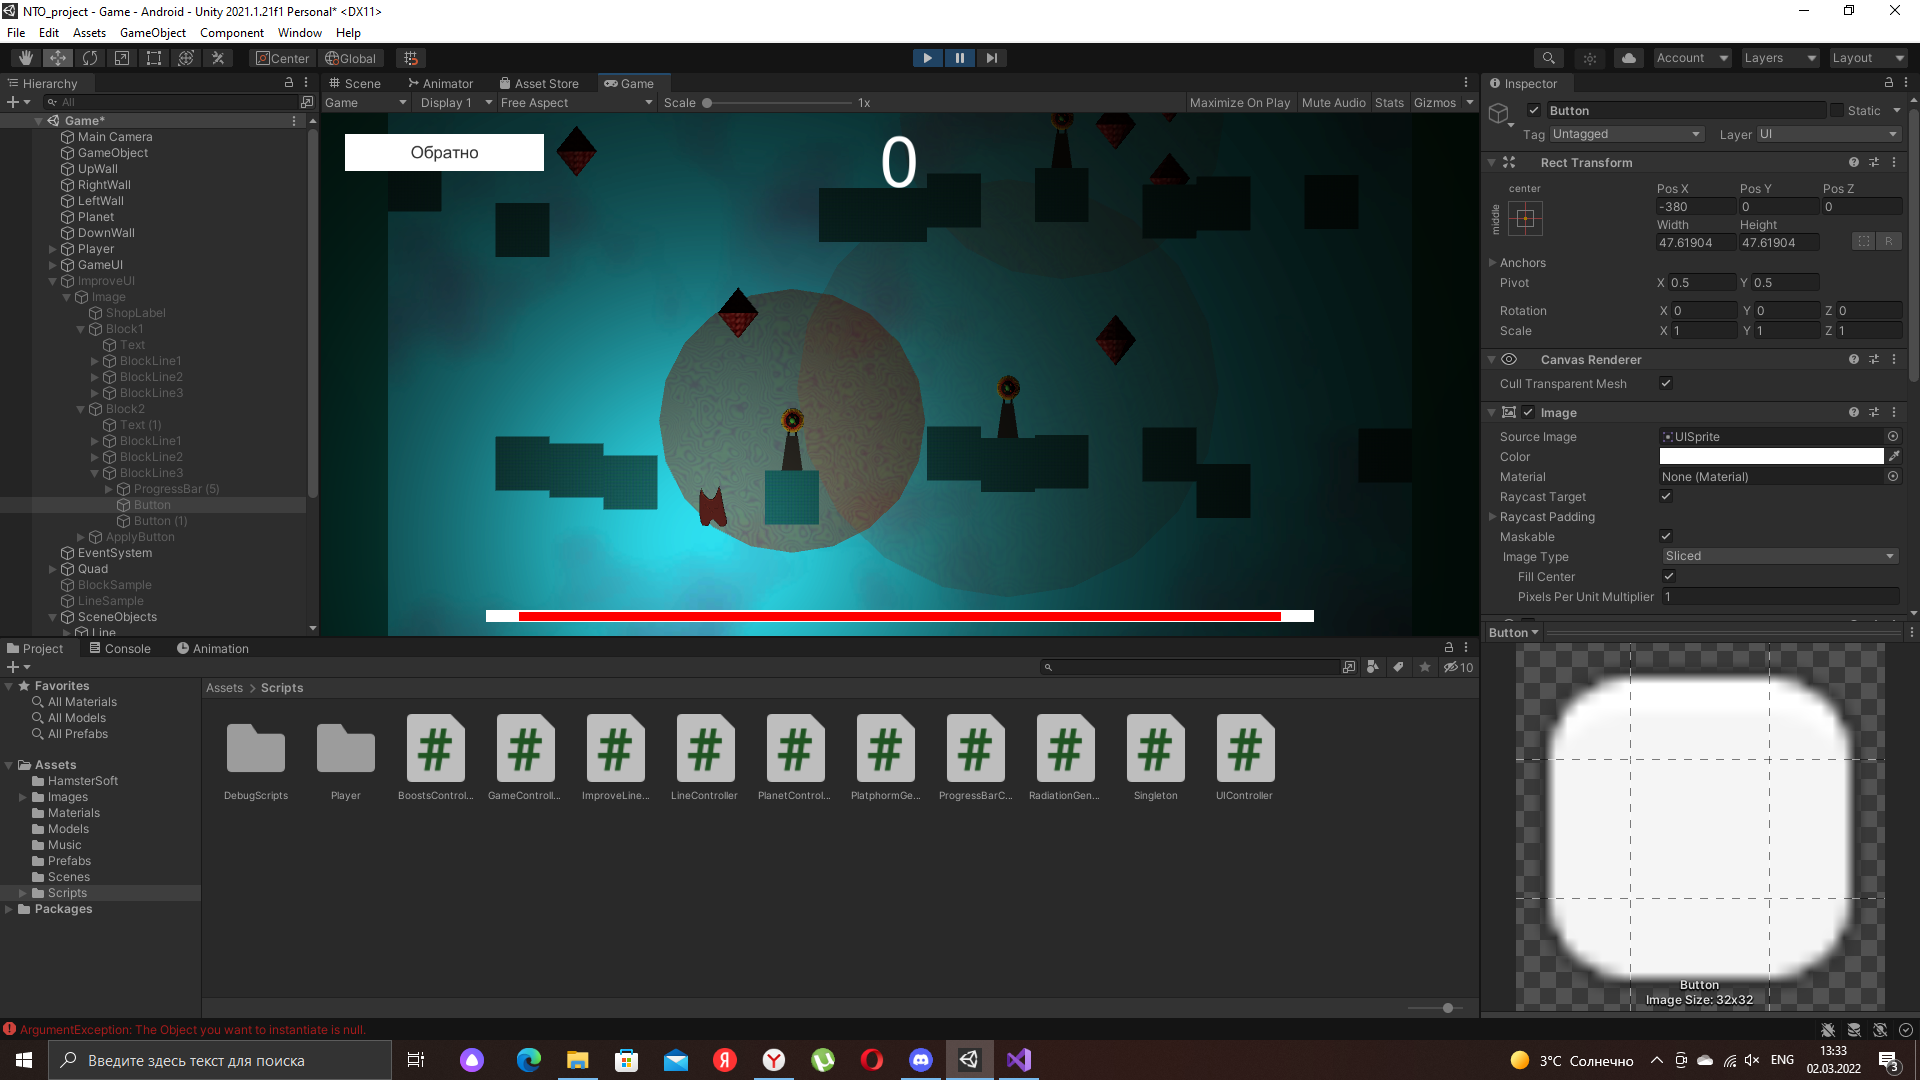 NTO_project - Game - Android - Unity 2021.1.21f1 Personal* <DX11>
File Edit Assets GameObject Component Window Help
Center Global Account Layers Layout
Hierarchy
All
Game*
Main Camera
GameObject
UpWall
RightWall
LeftWall
Planet
DownWall
Player
GameUI
ImproveUI
Image
ShopLabel
Block1
Text
BlockLine1
BlockLine2
BlockLine3
Block2
Text (1)
BlockLine1
BlockLine2
BlockLine3
ProgressBar (5)
Button
Button (1)
ApplyButton
EventSystem
Quad
BlockSample
LineSample
SceneObjects
Line
Scene Animator Asset Store Game
Game Display 1 Free Aspect Scale 1x Maximize On Play Mute Audio Stats Gizmos
Обратно
0
Inspector
Button Static
Tag Untagged Layer UI
Rect Transform
center
middle
Pos X Pos Y Pos Z
-380 0 0
Width Height
47.61904 47.61904 R
Anchors
Pivot X 0.5 Y 0.5
Rotation X 0 Y 0 Z 0
Scale X 1 Y 1 Z 1
Canvas Renderer
Cull Transparent Mesh
Image
Source Image UISprite
Color
Material None (Material)
Raycast Target
Raycast Padding
Maskable
Image Type Sliced
Fill Center
Pixels Per Unit Multiplier 1
Button
Button
Image Size: 32x32
Project Console Animation
10
Favorites
All Materials
All Models
All Prefabs
Assets
HamsterSoft
Images
Materials
Models
Music
Prefabs
Scenes
Scripts
Packages
Assets > Scripts
DebugScripts Player BoostsControl... GameControll... ImproveLine... LineController PlanetControl... PlatphormGe... ProgressBarC... RadiationGen... Singleton UIController
ArgumentException: The Object you want to instantiate is null.
Введите здесь текст для поиска
3°C Солнечно ENG 13:33
02.03.2022
3